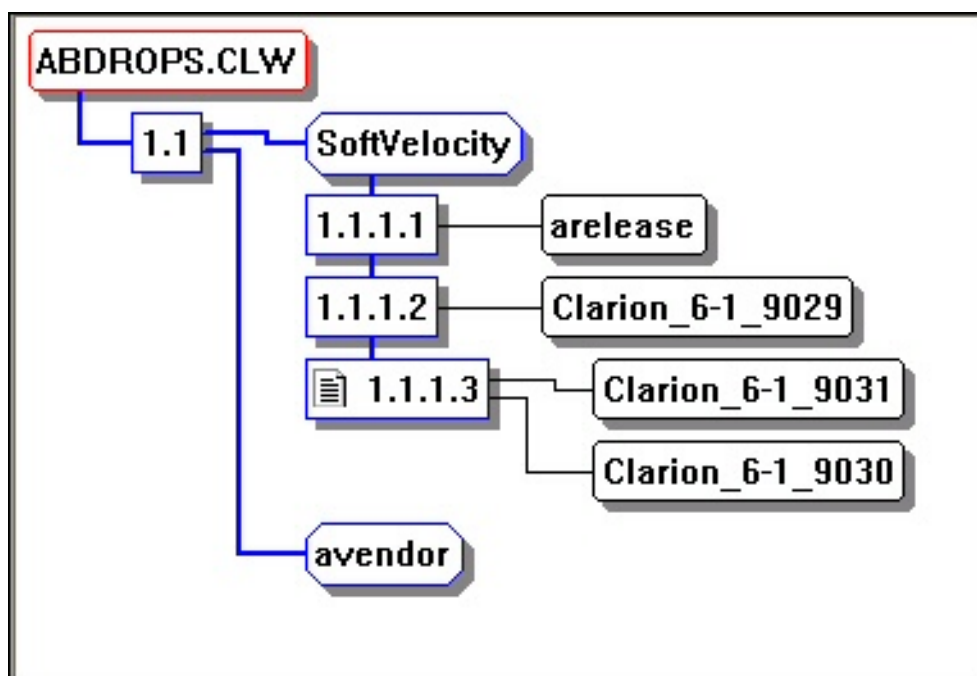 ABDROPS.CLW
1.1
SoftVelocity
1.1.1.1
arelease
1.1.1.2
Clarion_6-1_9029
1.1.1.3
Clarion_6-1_9031
Clarion_6-1_9030
avendor